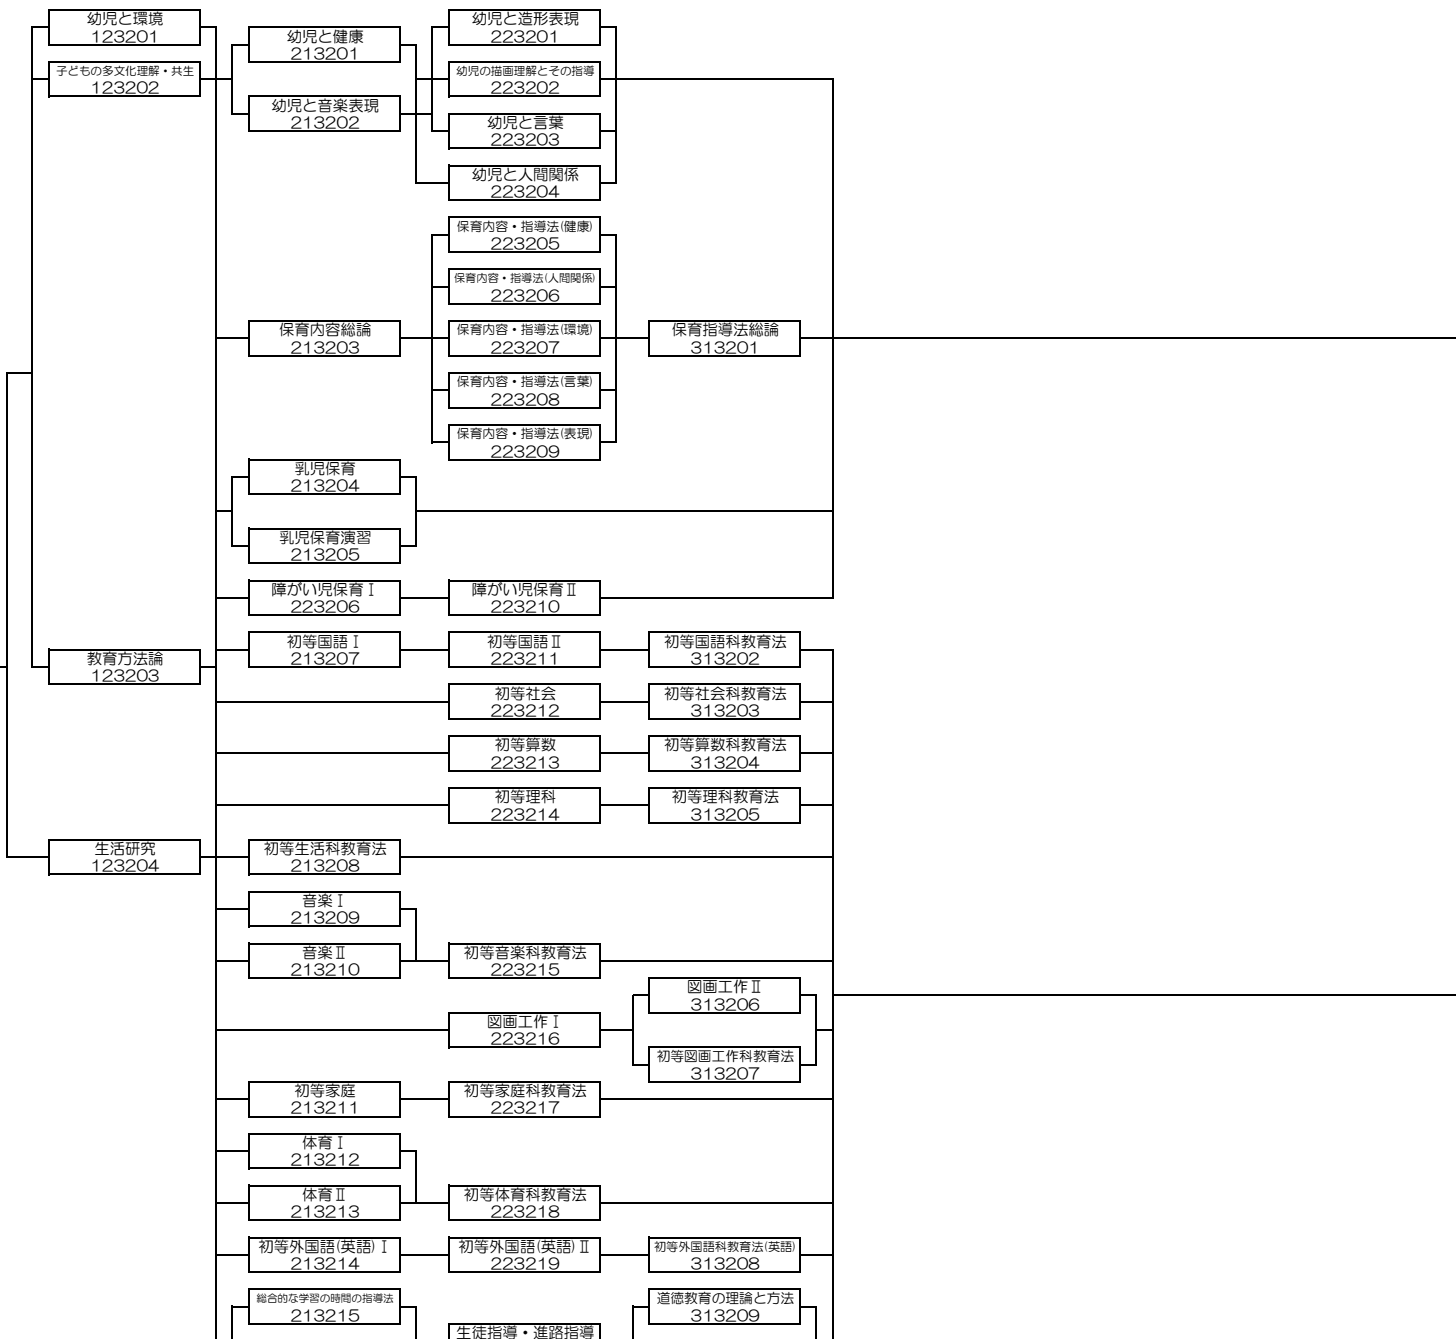 幼児と環境
123201
子どもの多文化理解・共生
123202
教育方法論
123203
生活研究
123204
幼児と健康
213201
幼児と音楽表現
213202
保育内容総論
213203
乳児保育
213204
乳児保育演習
213205
障がい児保育Ⅰ
223206
初等国語Ⅰ
213207
初等生活科教育法
213208
音楽Ⅰ
213209
音楽Ⅱ
213210
初等家庭
213211
体育Ⅰ
213212
体育Ⅱ
213213
初等外国語(英語)Ⅰ
213214
総合的な学習の時間の指導法
213215
幼児と造形表現
223201
幼児の描画理解とその指導
223202
幼児と言葉
223203
幼児と人間関係
223204
保育内容・指導法(健康)
223205
保育内容・指導法(人間関係)
223206
保育内容・指導法(環境)
223207
保育内容・指導法(言葉)
223208
保育内容・指導法(表現)
223209
障がい児保育Ⅱ
223210
初等国語Ⅱ
223211
初等社会
223212
初等算数
223213
初等理科
223214
初等音楽科教育法
223215
図画工作Ⅰ
223216
初等家庭科教育法
223217
初等体育科教育法
223218
初等外国語(英語)Ⅱ
223219
生徒指導・進路指導
保育指導法総論
313201
初等国語科教育法
313202
初等社会科教育法
313203
初等算数科教育法
313204
初等理科教育法
313205
図画工作Ⅱ
313206
初等図画工作科教育法
313207
初等外国語科教育法(英語)
313208
道徳教育の理論と方法
313209